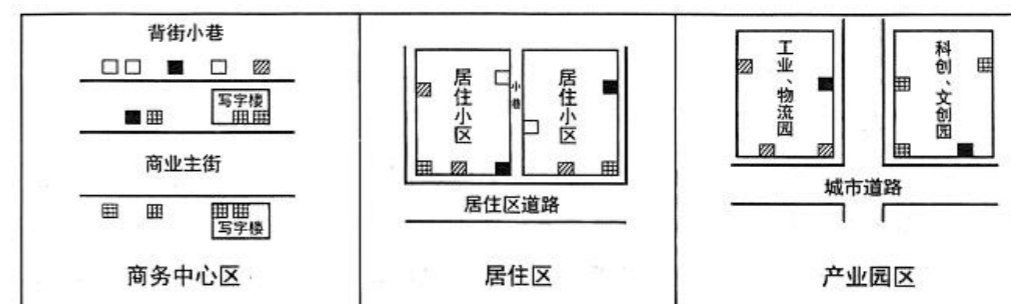 背街小巷
写字楼
商业主街
写字楼
商务中心区
居住小区
小巷
居住小区
居住区道路
居住区
工业、物流园
科创、文创园
城市道路
产业园区